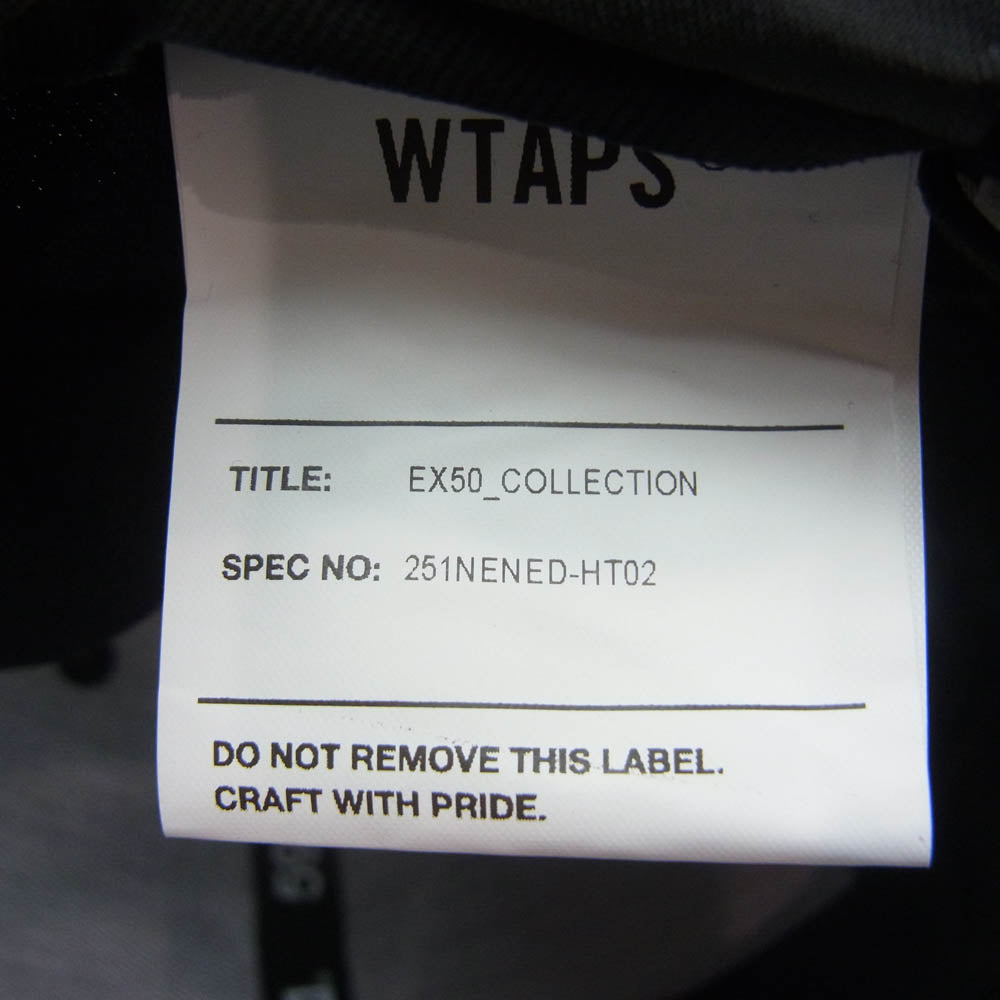 WTAPS
TITLE: EX50_COLLECTION
SPEC NO: 251NENED-HT02
DO NOT REMOVE THIS LABEL.
CRAFT WITH PRIDE.